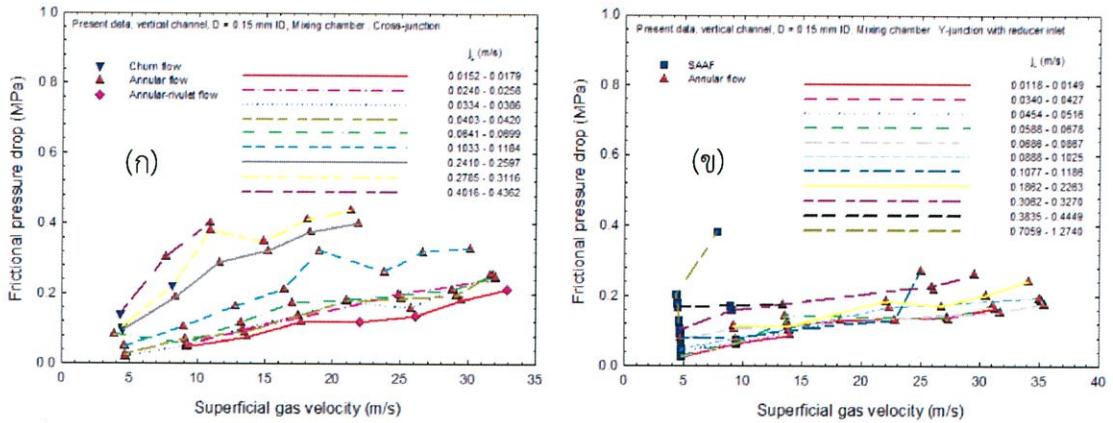 Present data, vertical channel, D = 0.15 mm ID, Mixing chamber : Cross-junction
j (m/s)
Churn flow
Annular flow
Annular-rivulet flow
0.0152 - 0.0179
0.0240 - 0.0258
0.0334 - 0.0386
0.0403 - 0.0420
0.0641 - 0.0699
0.1033 - 0.1184
0.2410 - 0.2597
0.2785 - 0.3116
0.4016 - 0.4362
(ก)
Frictional pressure drop (MPa)
1.0
0.8
0.6
0.4
0.2
0.0
0 5 10 15 20 25 30 35
Superficial gas velocity (m/s)
Present data, vertical channel, D = 0.15 mm ID, Mixing chamber : Y-junction with reducer inlet
j (m/s)
SAAF
Annular flow
0.0118 - 0.0149
0.0340 - 0.0427
0.0454 - 0.0516
0.0588 - 0.0678
0.0686 - 0.0867
0.0888 - 0.1025
0.1077 - 0.1186
0.1862 - 0.2263
0.3062 - 0.3270
0.3835 - 0.4449
0.7059 - 1.2740
(ข)
Frictional pressure drop (MPa)
1.0
0.8
0.6
0.4
0.2
0.0
0 5 10 15 20 25 30 35 40
Superficial gas velocity (m/s)